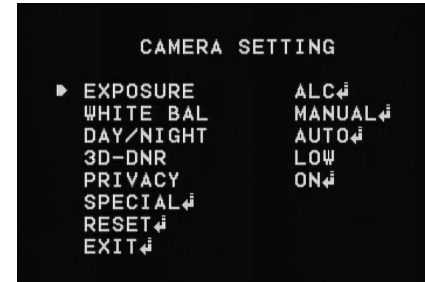 CAMERA SETTING
EXPOSURE ALC↲
WHITE BAL MANUAL↲
DAY/NIGHT AUTO↲
3D-DNR LOW
PRIVACY ON↲
SPECIAL↲
RESET↲
EXIT↲